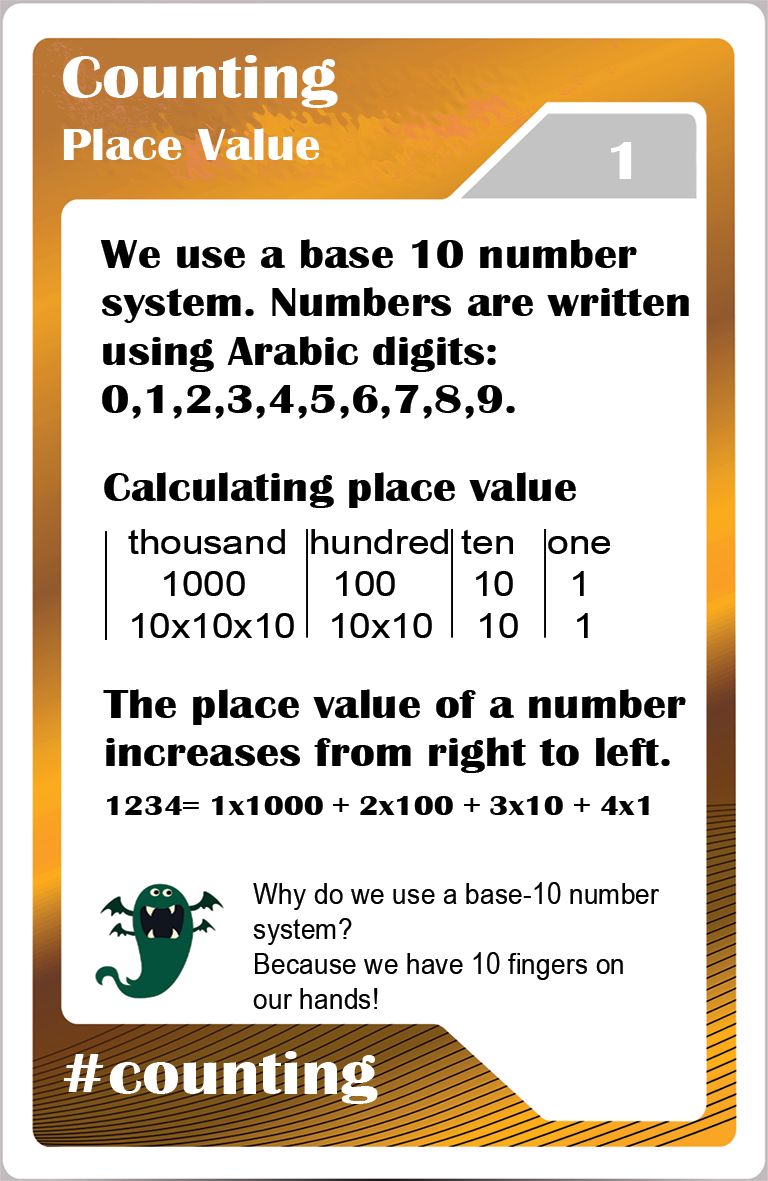 Counting
Place Value
1
We use a base 10 number
system. Numbers are written
using Arabic digits:
0,1,2,3,4,5,6,7,8,9.
Calculating place value
thousand hundred ten one
1000 100 10 1
10x10x10 10x10 10 1
The place value of a number
increases from right to left.
1234= 1x1000 + 2x100 + 3x10 + 4x1
Why do we use a base-10 number
system?
Because we have 10 fingers on
our hands!
#counting